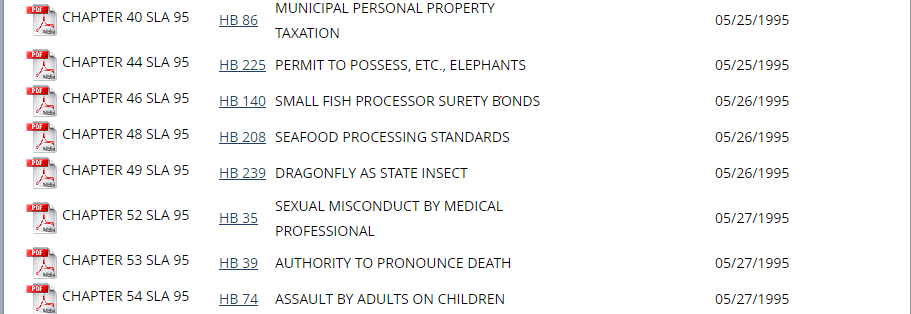 CHAPTER 40 SLA 95 HB 86 MUNICIPAL PERSONAL PROPERTY TAXATION 05/25/1995
CHAPTER 44 SLA 95 HB 225 PERMIT TO POSSESS, ETC., ELEPHANTS 05/25/1995
CHAPTER 46 SLA 95 HB 140 SMALL FISH PROCESSOR SURETY BONDS 05/26/1995
CHAPTER 48 SLA 95 HB 208 SEAFOOD PROCESSING STANDARDS 05/26/1995
CHAPTER 49 SLA 95 HB 239 DRAGONFLY AS STATE INSECT 05/26/1995
CHAPTER 52 SLA 95 HB 35 SEXUAL MISCONDUCT BY MEDICAL PROFESSIONAL 05/27/1995
CHAPTER 53 SLA 95 HB 39 AUTHORITY TO PRONOUNCE DEATH 05/27/1995
CHAPTER 54 SLA 95 HB 74 ASSAULT BY ADULTS ON CHILDREN 05/27/1995